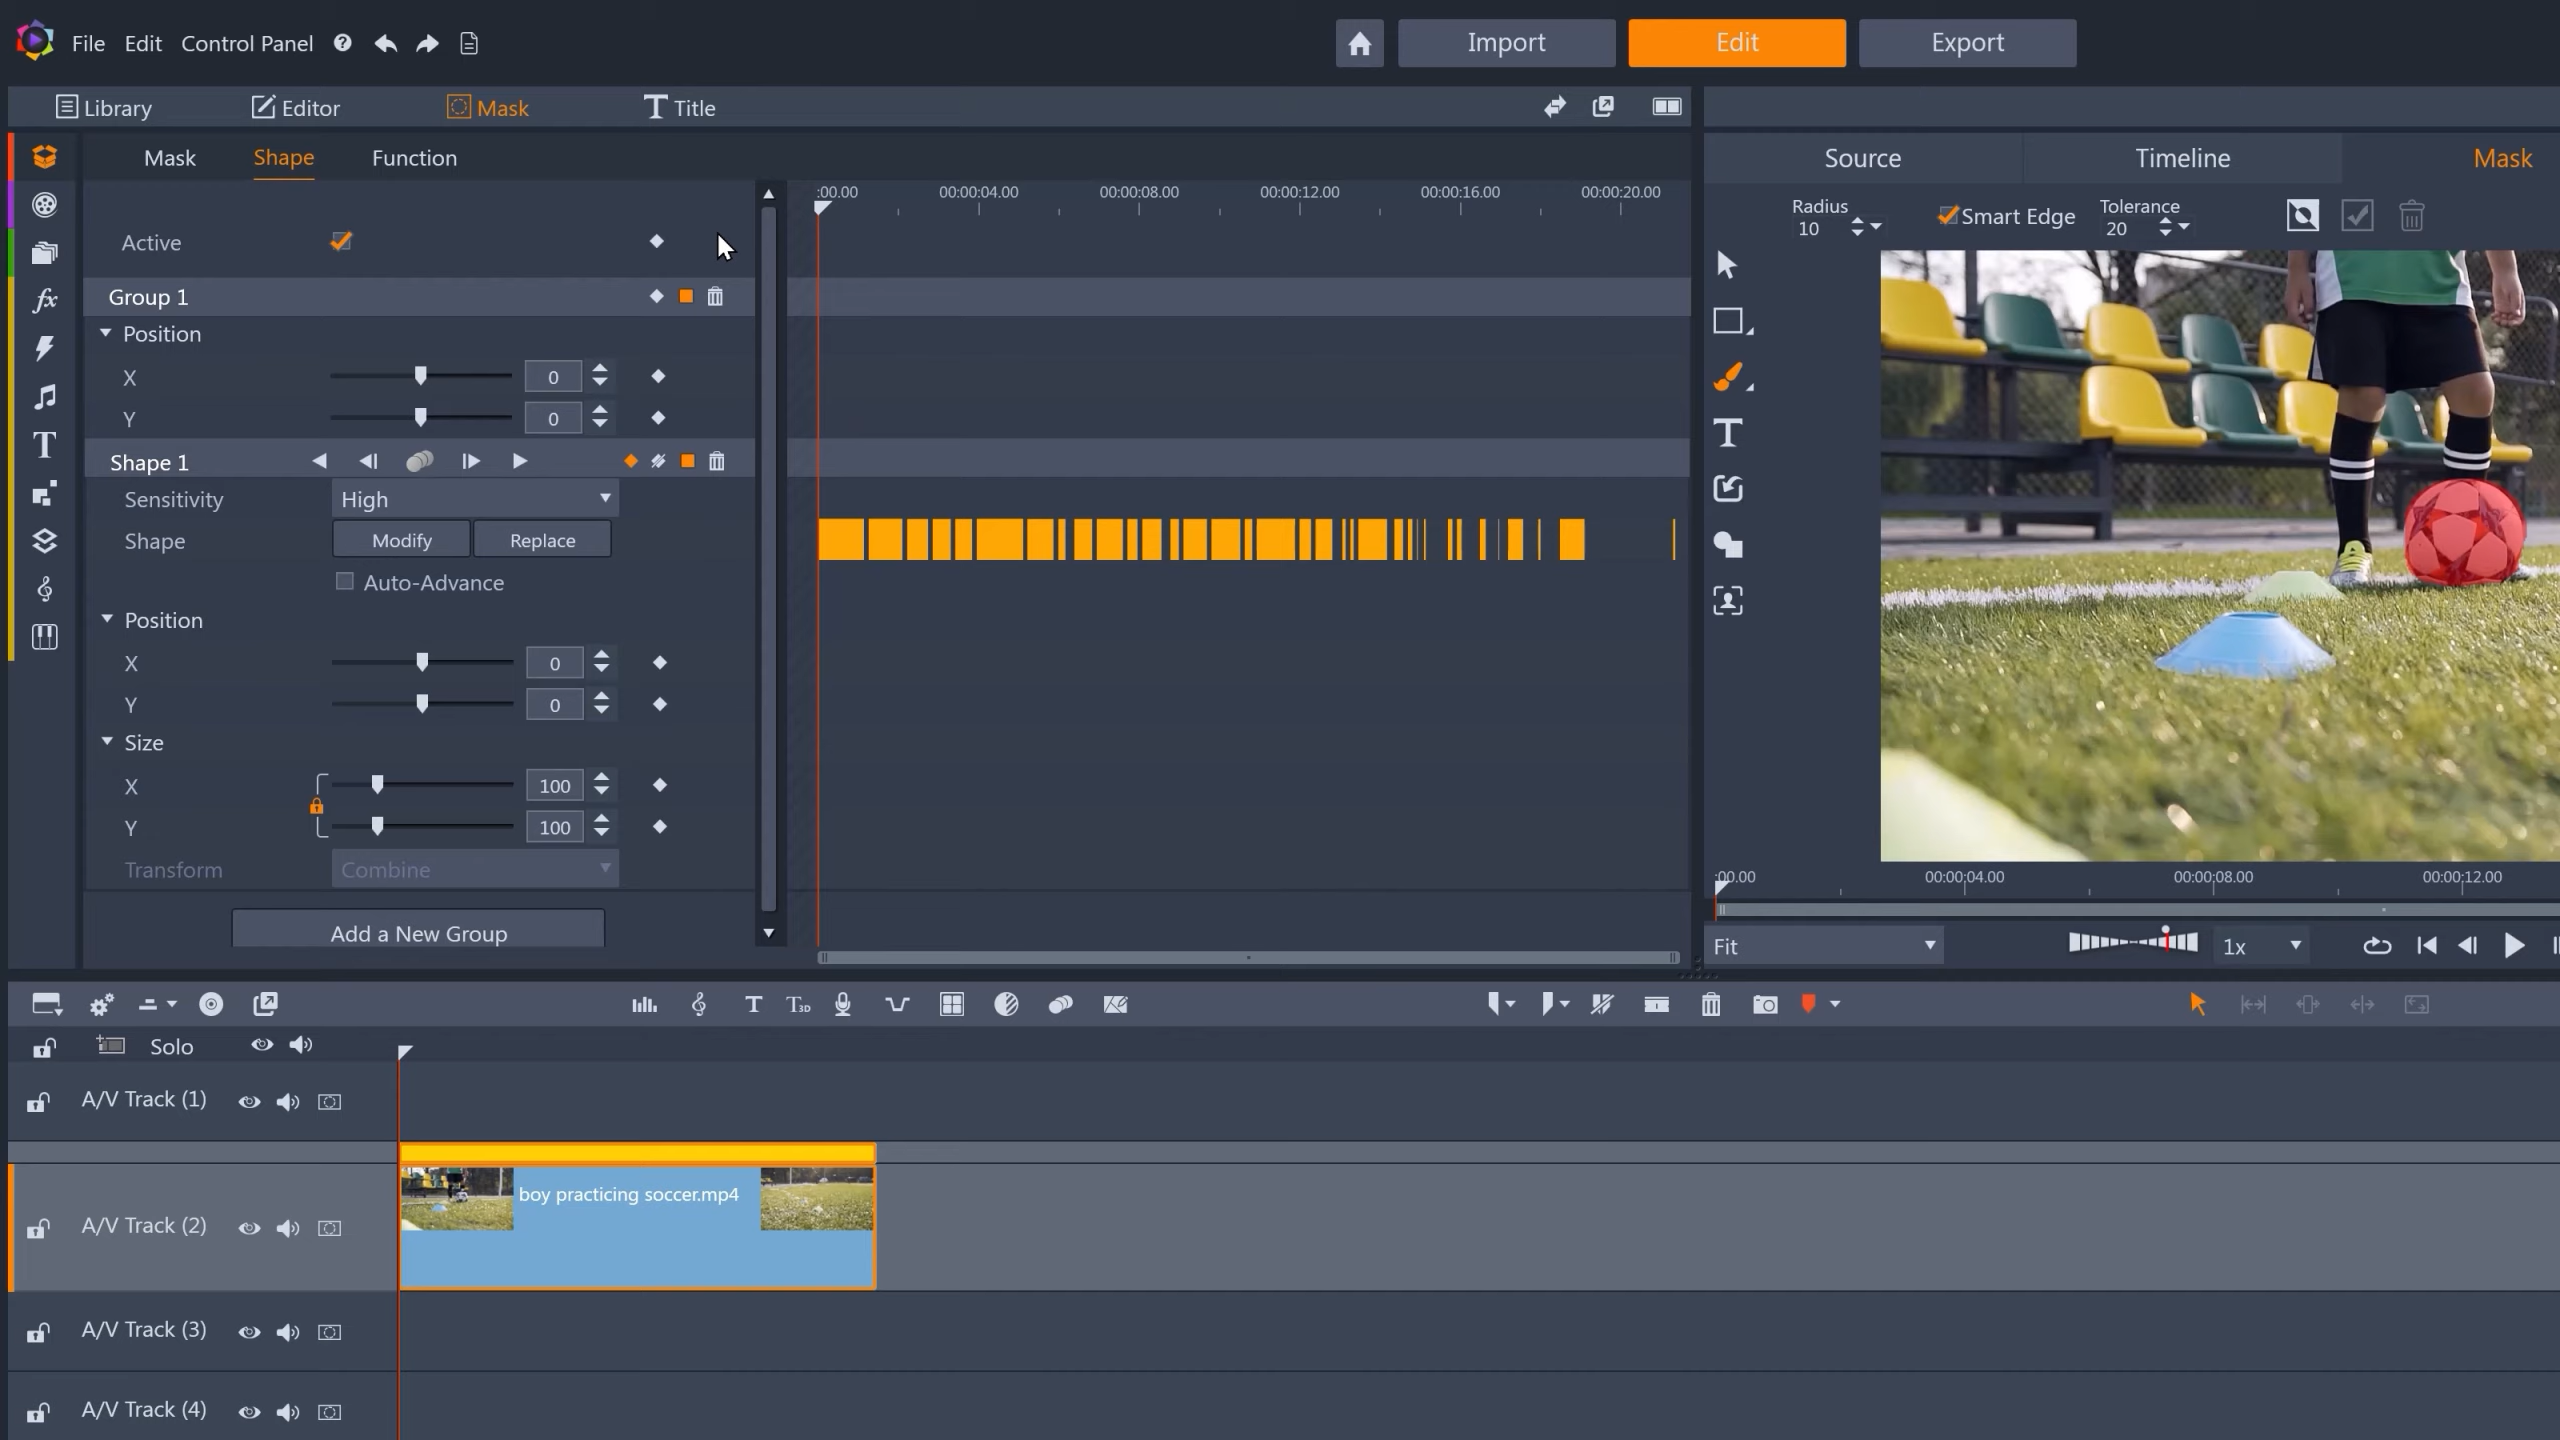 File Edit Control Panel
Import Edit Export
Library Editor Mask Title
Mask Shape Function
:00.00 00:00:04.00 00:00:08.00 00:00:12.00 00:00:16.00 00:00:20.00
Active
Group 1
Position
X 0
Y 0
Shape 1
Sensitivity High
Shape Modify Replace
Auto-Advance
Position
X 0
Y 0
Size
X 100
Y 100
Transform Combine
Add a New Group
Source Timeline Mask
Radius 10
Smart Edge
Tolerance 20
:00.00 00:00:04.00 00:00:08.00 00:00:12.00
Fit 1x
T T3D
Solo
A/V Track (1)
boy practicing soccer.mp4
A/V Track (2)
A/V Track (3)
A/V Track (4)